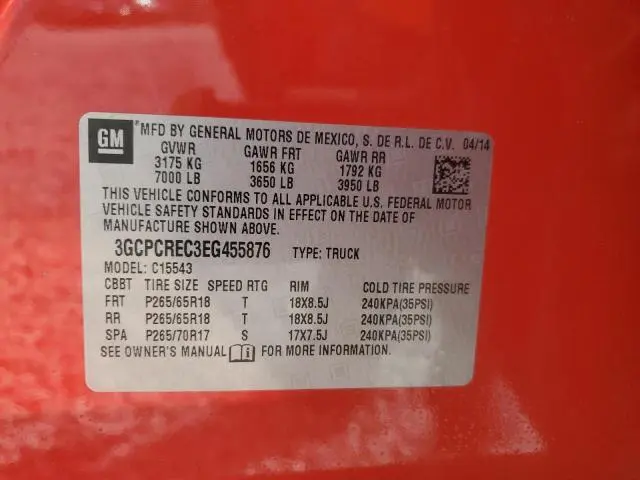 GM
*MFD BY GENERAL MOTORS DE MEXICO, S. DE R.L. DE C.V. 04/14
GVWR GAWR FRT GAWR RR
3175 KG 1656 KG 1792 KG
7000 LB 3650 LB 3950 LB
THIS VEHICLE CONFORMS TO ALL APPLICABLE U.S. FEDERAL MOTOR
VEHICLE SAFETY STANDARDS IN EFFECT ON THE DATE OF
MANUFACTURE SHOWN ABOVE.
3GCPCREC3EG455876 TYPE: TRUCK
MODEL: C15543
CBBT TIRE SIZE SPEED RTG RIM COLD TIRE PRESSURE
FRT P265/65R18 T 18X8.5J 240KPA(35PSI)
RR P265/65R18 T 18X8.5J 240KPA(35PSI)
SPA P265/70R17 S 17X7.5J 240KPA(35PSI)
SEE OWNER'S MANUAL FOR MORE INFORMATION